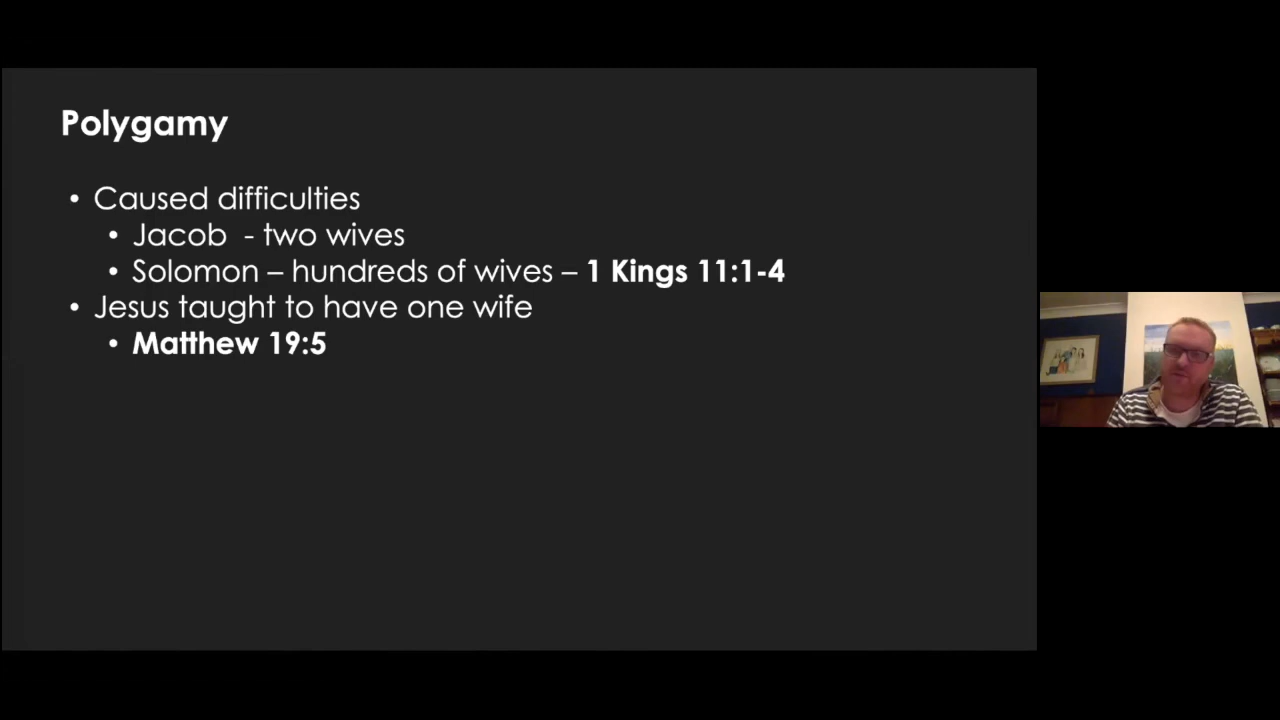 Polygamy
• Caused difficulties
• Jacob - two wives
• Solomon – hundreds of wives – 1 Kings 11:1-4
• Jesus taught to have one wife
• Matthew 19:5